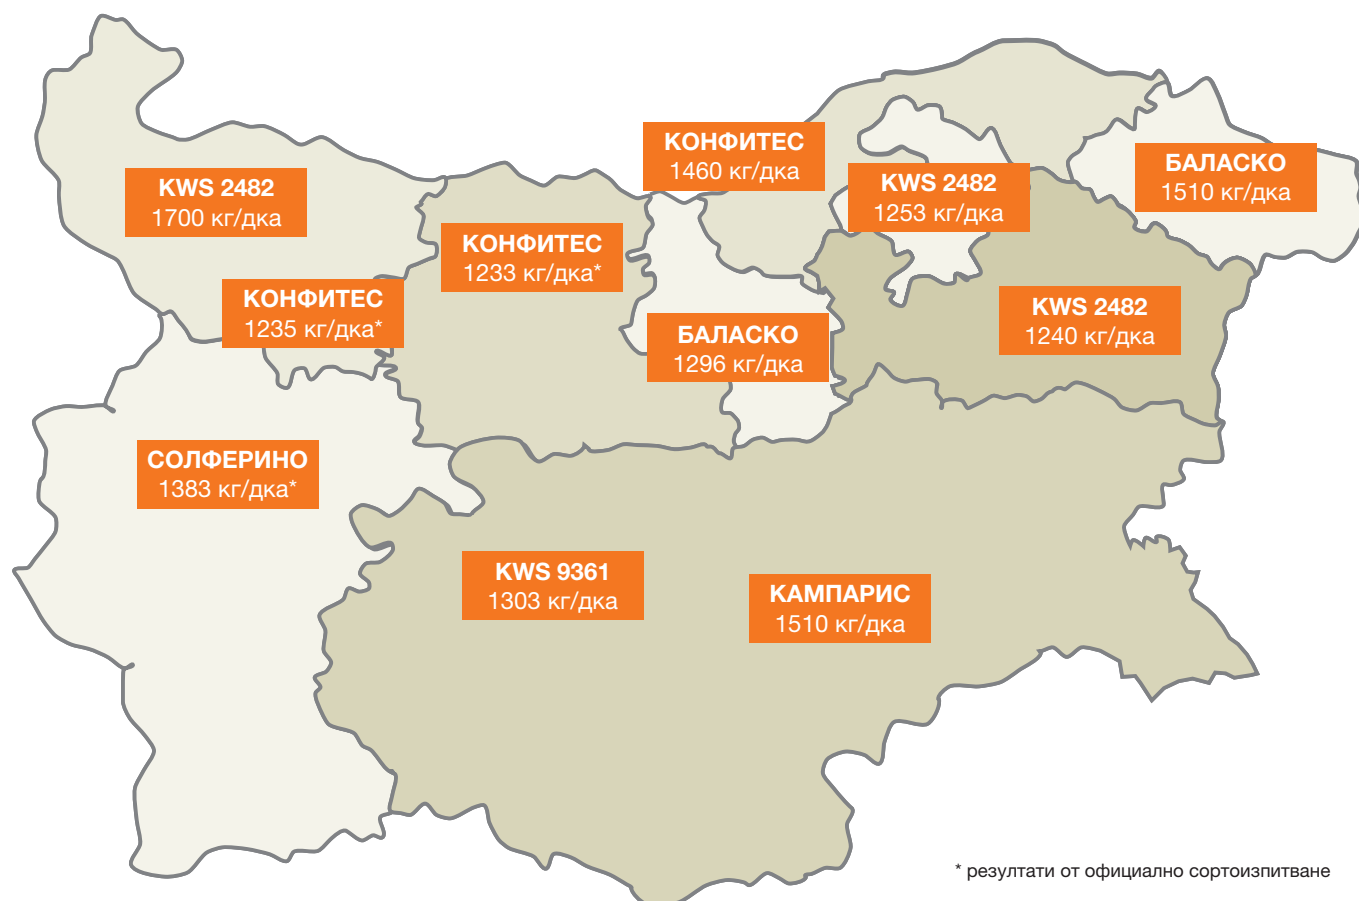 КОНФИТЕС
1460 кг/дка
БАЛАСКО
1510 кг/дка
KWS 2482
1700 кг/дка
KWS 2482
1253 кг/дка
КОНФИТЕС
1233 кг/дка*
КОНФИТЕС
1235 кг/дка*
KWS 2482
1240 кг/дка
БАЛАСКО
1296 кг/дка
СОЛФЕРИНО
1383 кг/дка*
KWS 9361
1303 кг/дка
КАМПАРИС
1510 кг/дка
* резултати от официално сортоизпитване